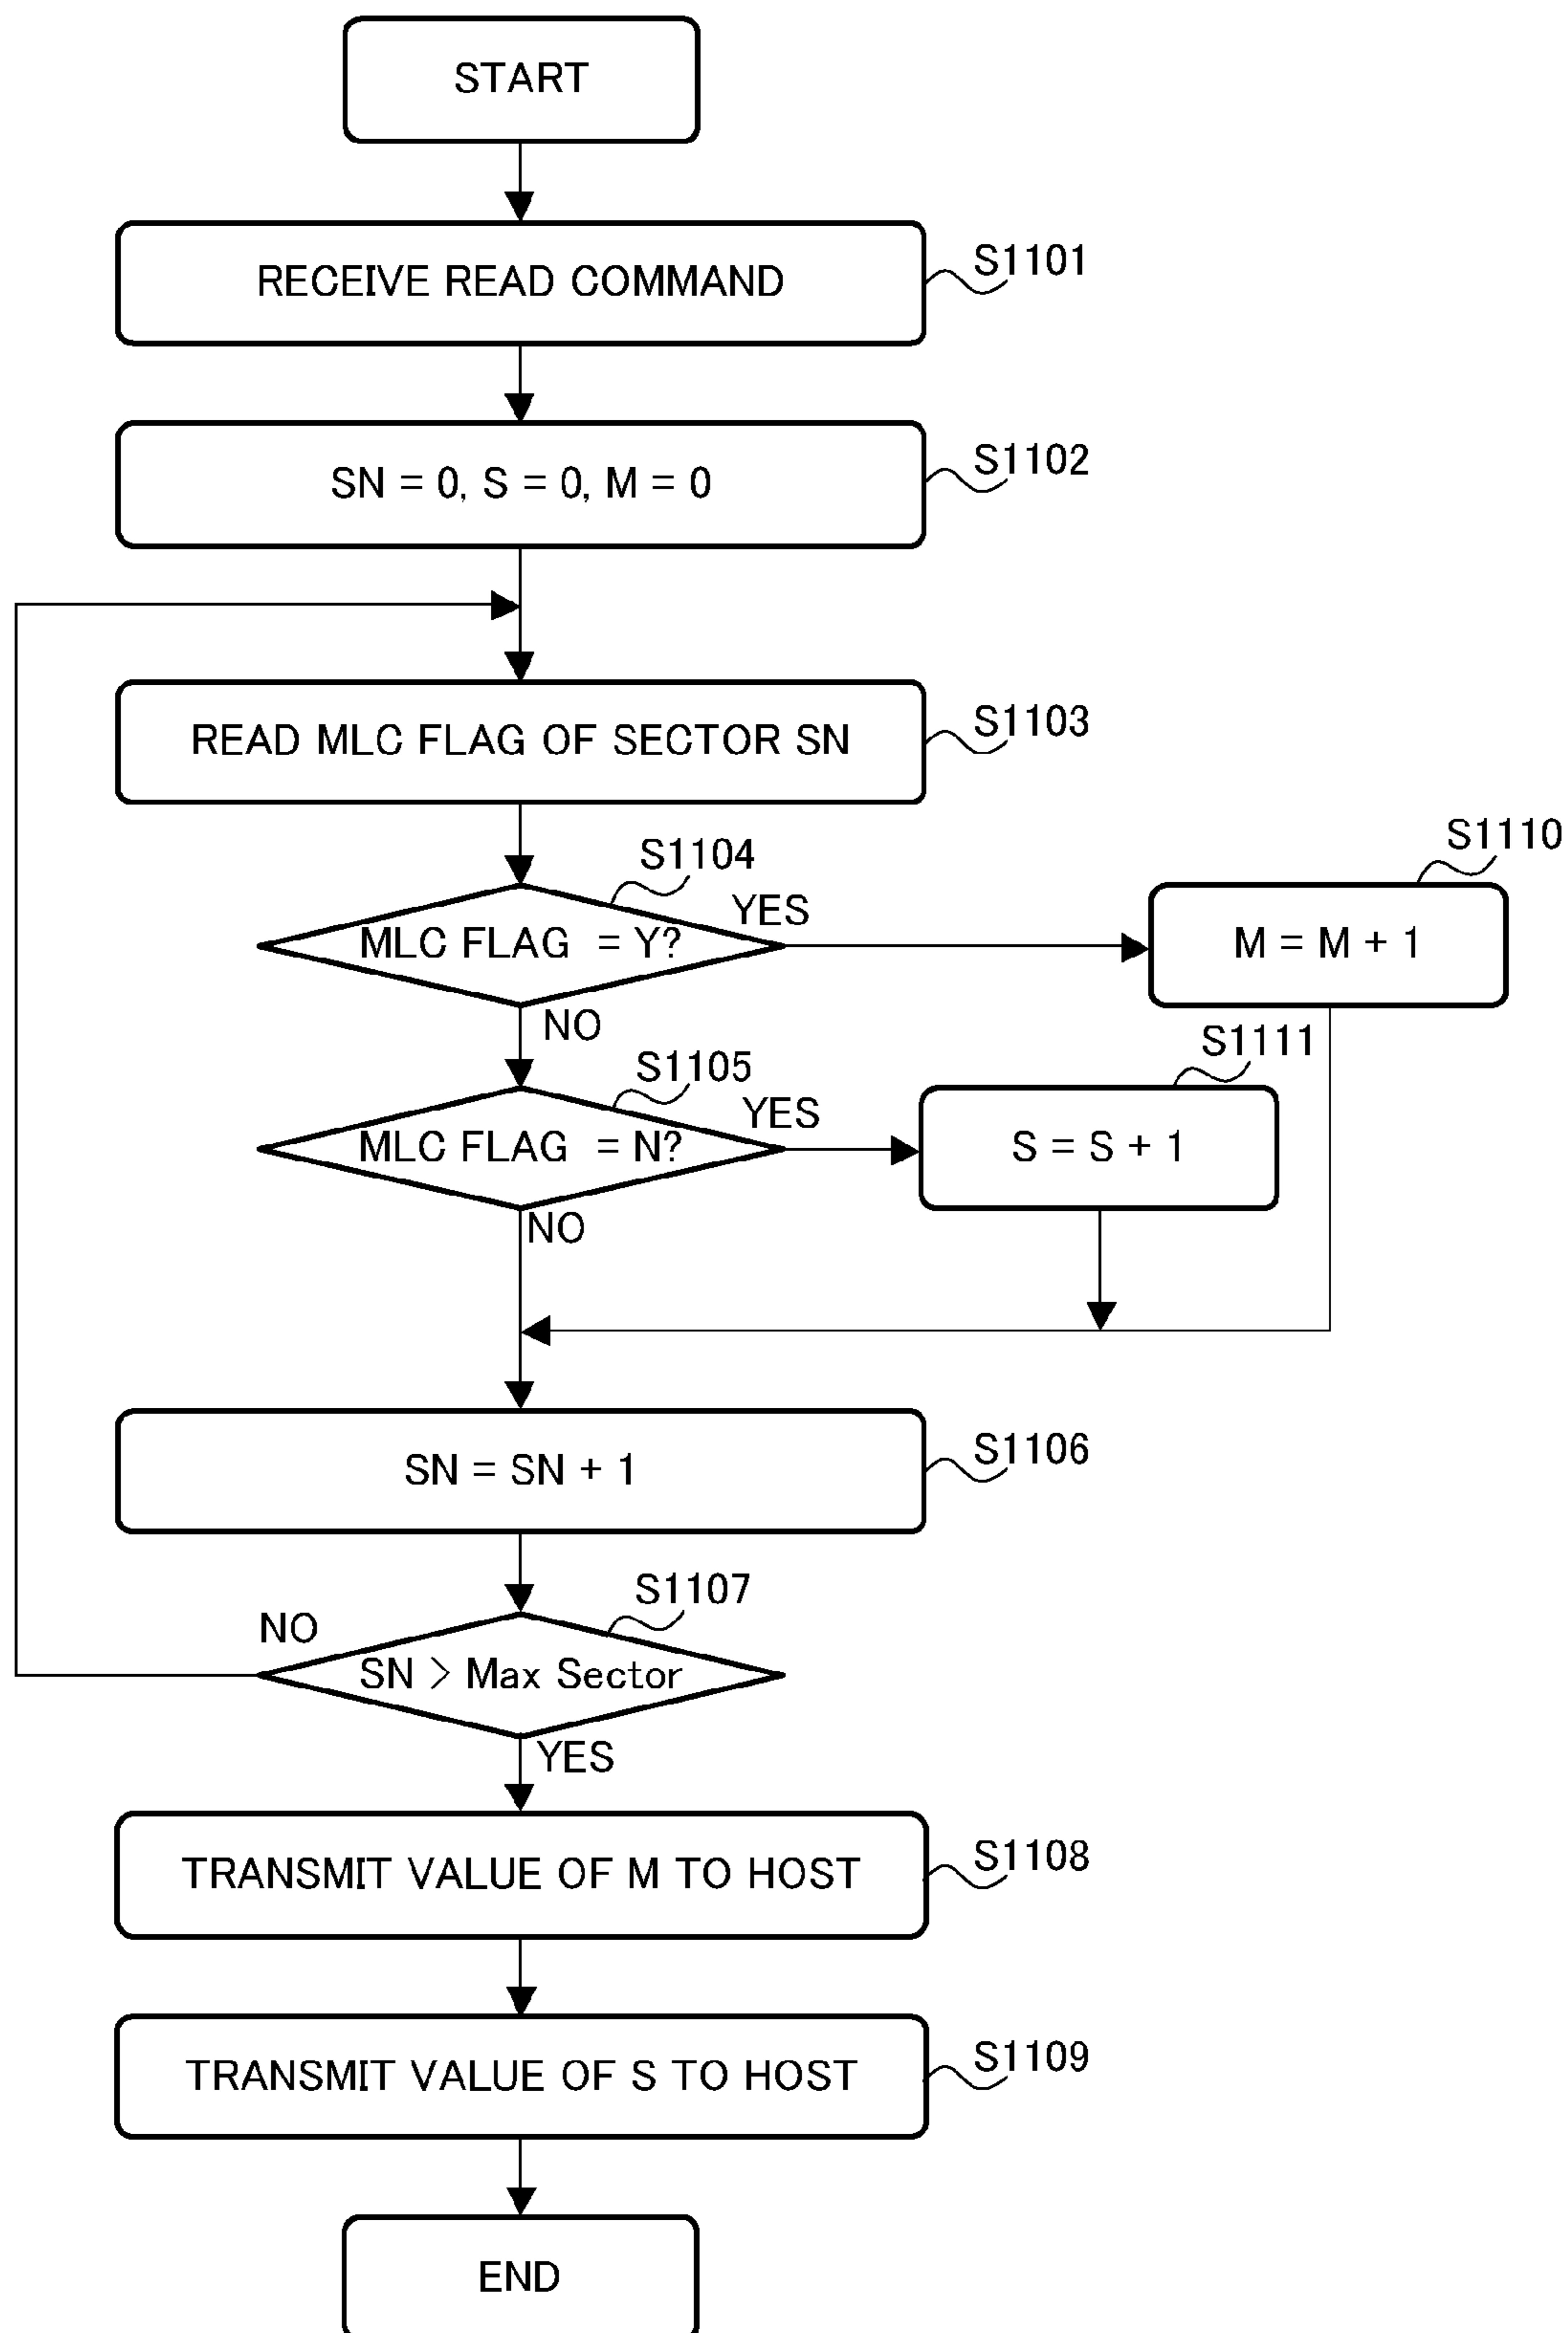 START
RECEIVE READ COMMAND
S1101
SN = 0, S = 0, M = 0
S1102
READ MLC FLAG OF SECTOR SN
S1103
S1104
MLC FLAG = Y?
YES
S1110
M = M + 1
NO
S1105
MLC FLAG = N?
YES
S1111
S = S + 1
NO
SN = SN + 1
S1106
S1107
NO
SN > Max Sector
YES
TRANSMIT VALUE OF M TO HOST
S1108
TRANSMIT VALUE OF S TO HOST
S1109
END